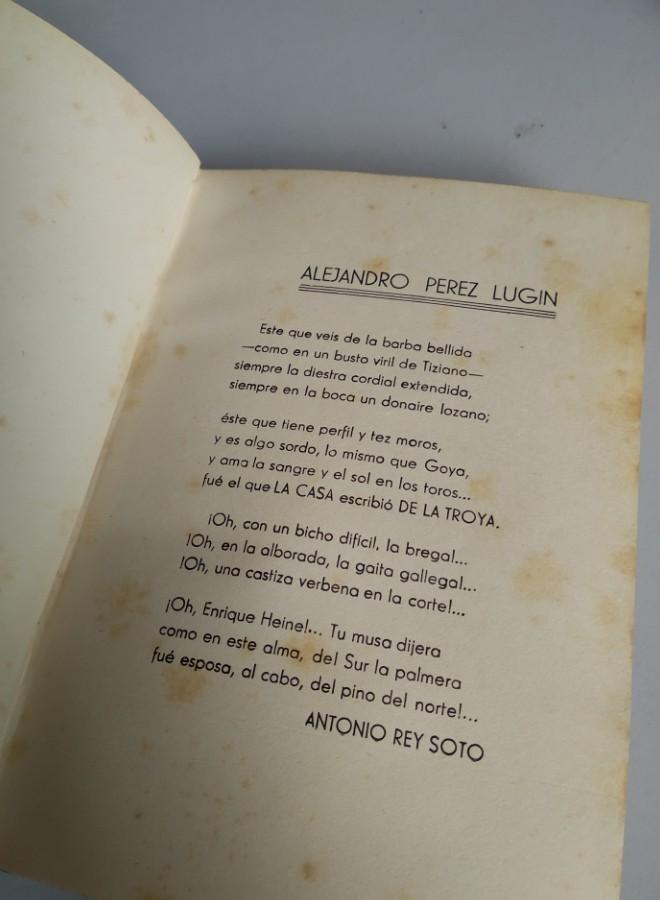 ALEJANDRO PEREZ LUGIN
Este que veis de la barba bellida
—como en un busto viril de Tiziano—
siempre la diestra cordial extendida,
siempre en la boca un donaire lozano;
éste que tiene perfil y tez moros,
y es algo sordo, lo mismo que Goya,
y ama la sangre y el sol en los toros...
fué el que LA CASA escribió DE LA TROYA.
¡Oh, con un bicho difícil, la brega!...
¡Oh, en la alborada, la gaita gallega!...
¡Oh, una castiza verbena en la corte!...
¡Oh, Enrique Heine!... Tu musa dijera
como en este alma, del Sur la palmera
fué esposa, al cabo, del pino del norte!...
ANTONIO REY SOTO